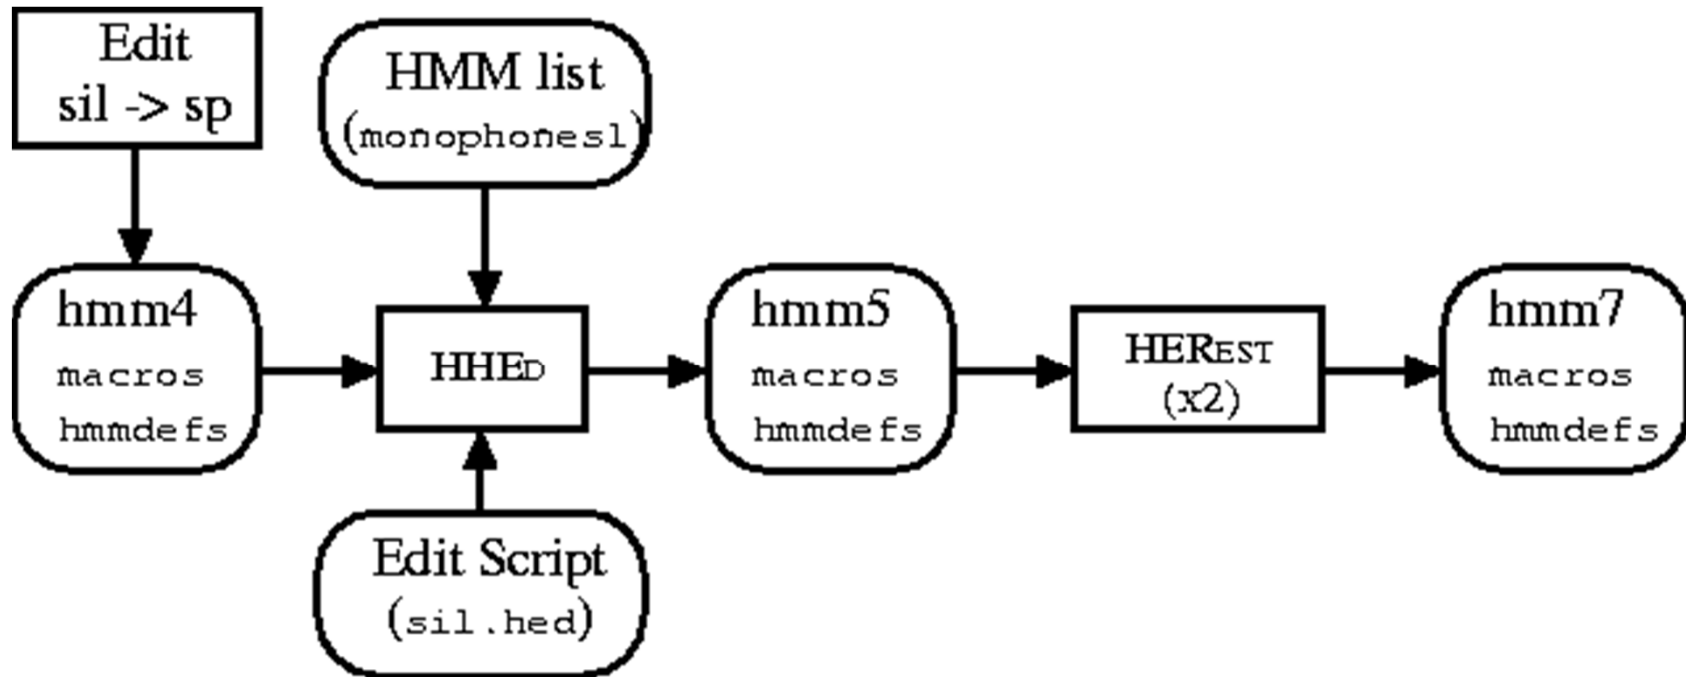 Edit
sil -> sp
HMM list
(monophones1)
hmm4
macros
hmmdefs
HHED
hmm5
macros
hmmdefs
HEREST
(x2)
hmm7
macros
hmmdefs
Edit Script
(sil.hed)